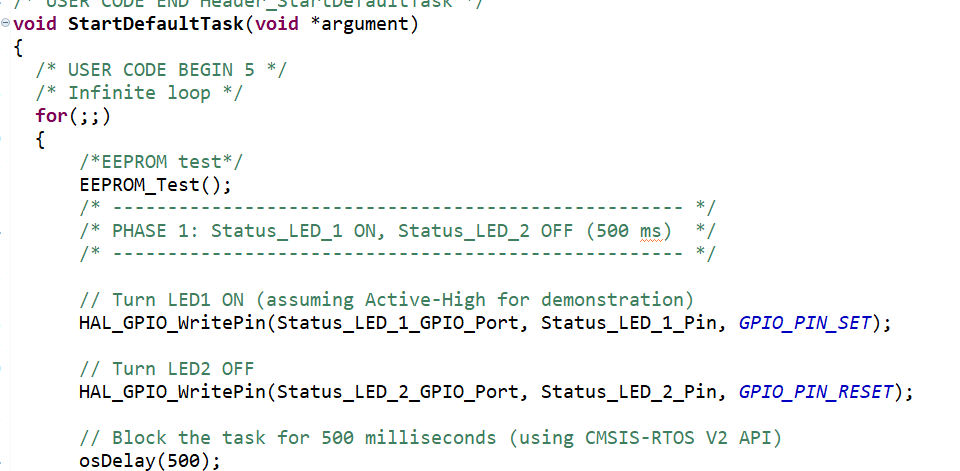 /* USER CODE END Header_StartDefaultTask */
void StartDefaultTask(void *argument)
{
/* USER CODE BEGIN 5 */
/* Infinite loop */
for(;;)
{
/*EEPROM test*/
EEPROM_Test();
/* ---------------------------------------------------- */
/* PHASE 1: Status_LED_1 ON, Status_LED_2 OFF (500 ms)  */
/* ---------------------------------------------------- */
// Turn LED1 ON (assuming Active-High for demonstration)
HAL_GPIO_WritePin(Status_LED_1_GPIO_Port, Status_LED_1_Pin, GPIO_PIN_SET);
// Turn LED2 OFF
HAL_GPIO_WritePin(Status_LED_2_GPIO_Port, Status_LED_2_Pin, GPIO_PIN_RESET);
// Block the task for 500 milliseconds (using CMSIS-RTOS V2 API)
osDelay(500);